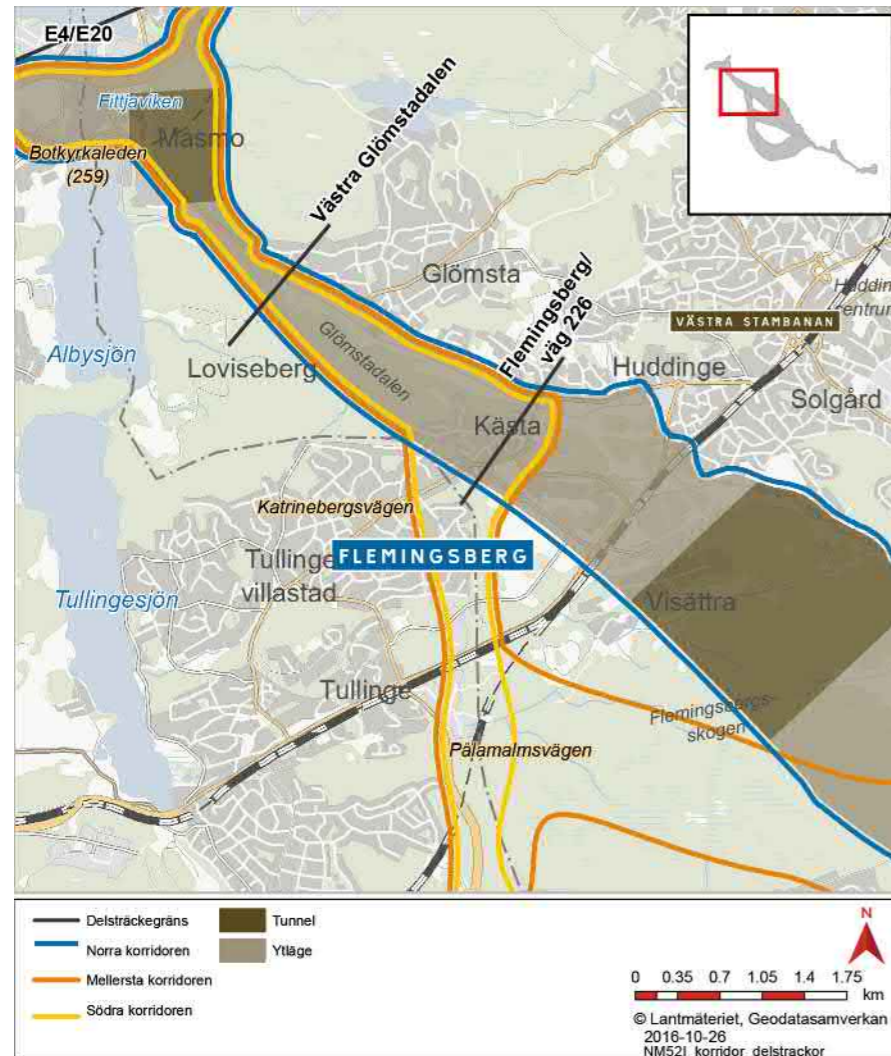 E4/E20
Fittjaviken
Masmo
Botkyrkaleden
(259)
Västra Glömstadalen
Glömsta
Flemingsberg/
väg 226
VÄSTRA STAMBANAN
Albysjön
Loviseberg
Glömstadalen
Huddinge
Solgård
Kästa
Katrinebergsvägen
FLEMINGSBERG
Tullinge
villastad
Tullingesjön
Visättra
Tullinge
Flemingsbergs-
skogen
Pålamalmsvägen
Delsträckegräns
Norra korridoren
Mellersta korridoren
Södra korridoren
Tunnel
Ytläge
N
0 0.35 0.7 1.05 1.4 1.75
km
© Lantmäteriet, Geodatasamverkan
2016-10-26
NM52L_korridor_delstrackor